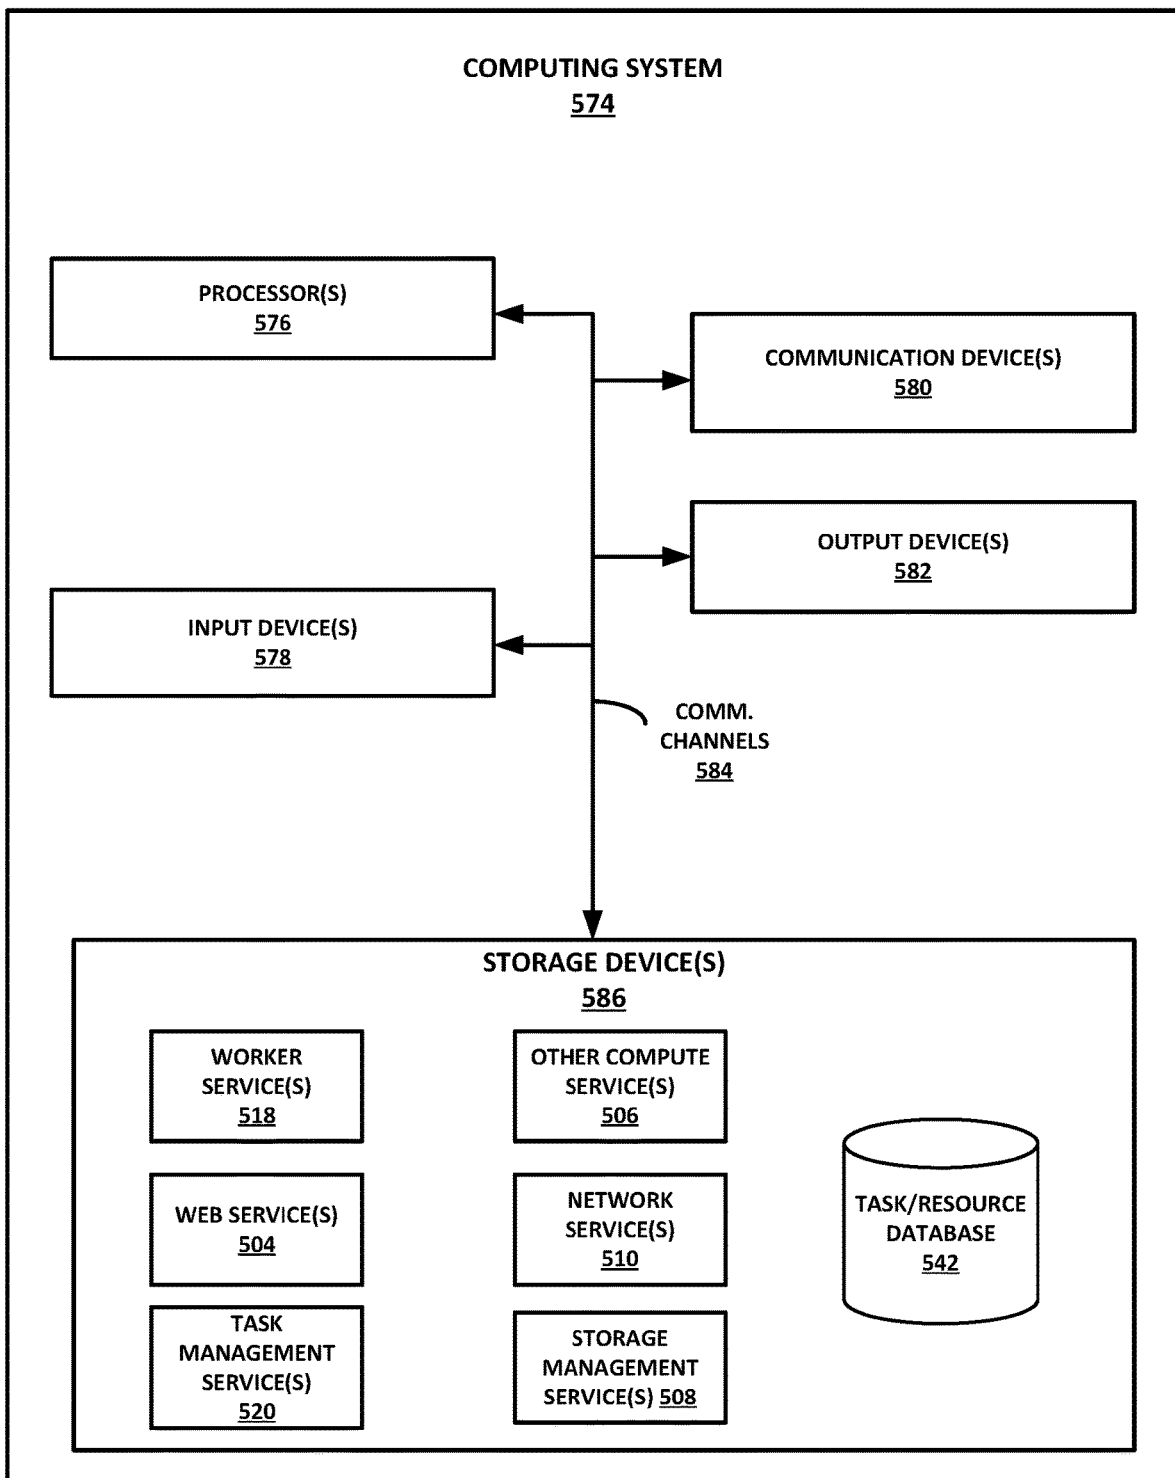 COMPUTING SYSTEM
574
PROCESSOR(S)
576
COMMUNICATION DEVICE(S)
580
OUTPUT DEVICE(S)
582
INPUT DEVICE(S)
578
COMM.
CHANNELS
584
STORAGE DEVICE(S)
586
WORKER
SERVICE(S)
518
OTHER COMPUTE
SERVICE(S)
506
WEB SERVICE(S)
504
NETWORK
SERVICE(S)
510
TASK/RESOURCE
DATABASE
542
TASK
MANAGEMENT
SERVICE(S)
520
STORAGE
MANAGEMENT
SERVICE(S) 508